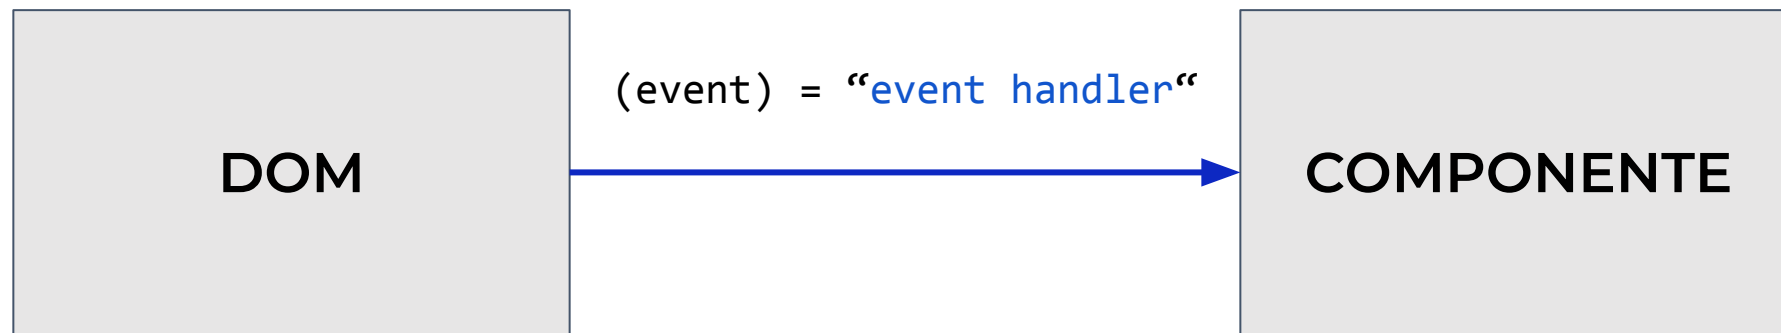 (event) = “event handler“
DOM
COMPONENTE